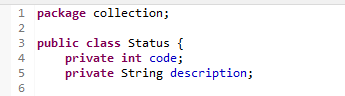 1 package collection;
2
3 public class Status {
4     private int code;
5     private String description;
6